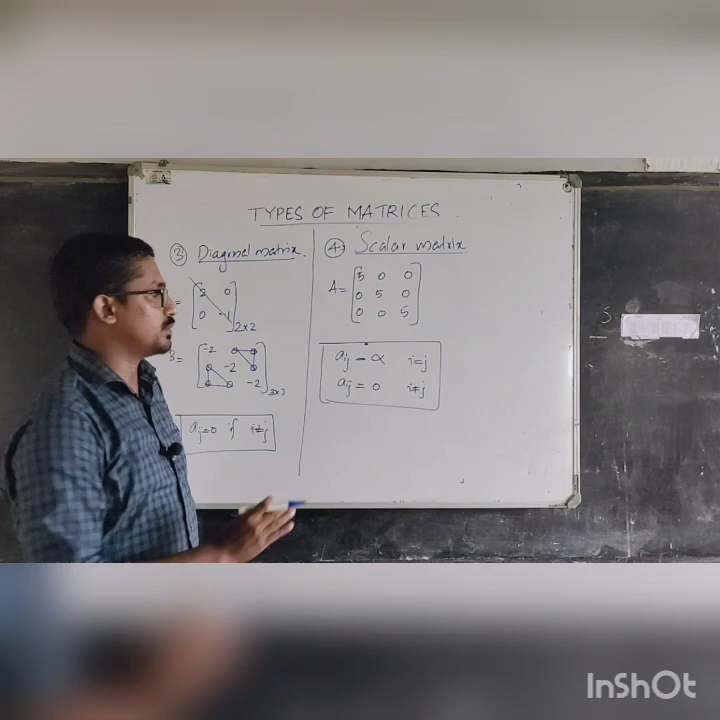 TYPES OF MATRICES
③ Diagonal matrix.
= [2 0
0 -1] 2×2
B = [-2 0 0
0 -2 0
0 0 -2] 3×3
aij=0 if i≠j
④ Scalar matrix.
A= [5 0 0
0 5 0
0 0 5]
aij = α i=j
aij = 0 i≠j
S.
InShOt